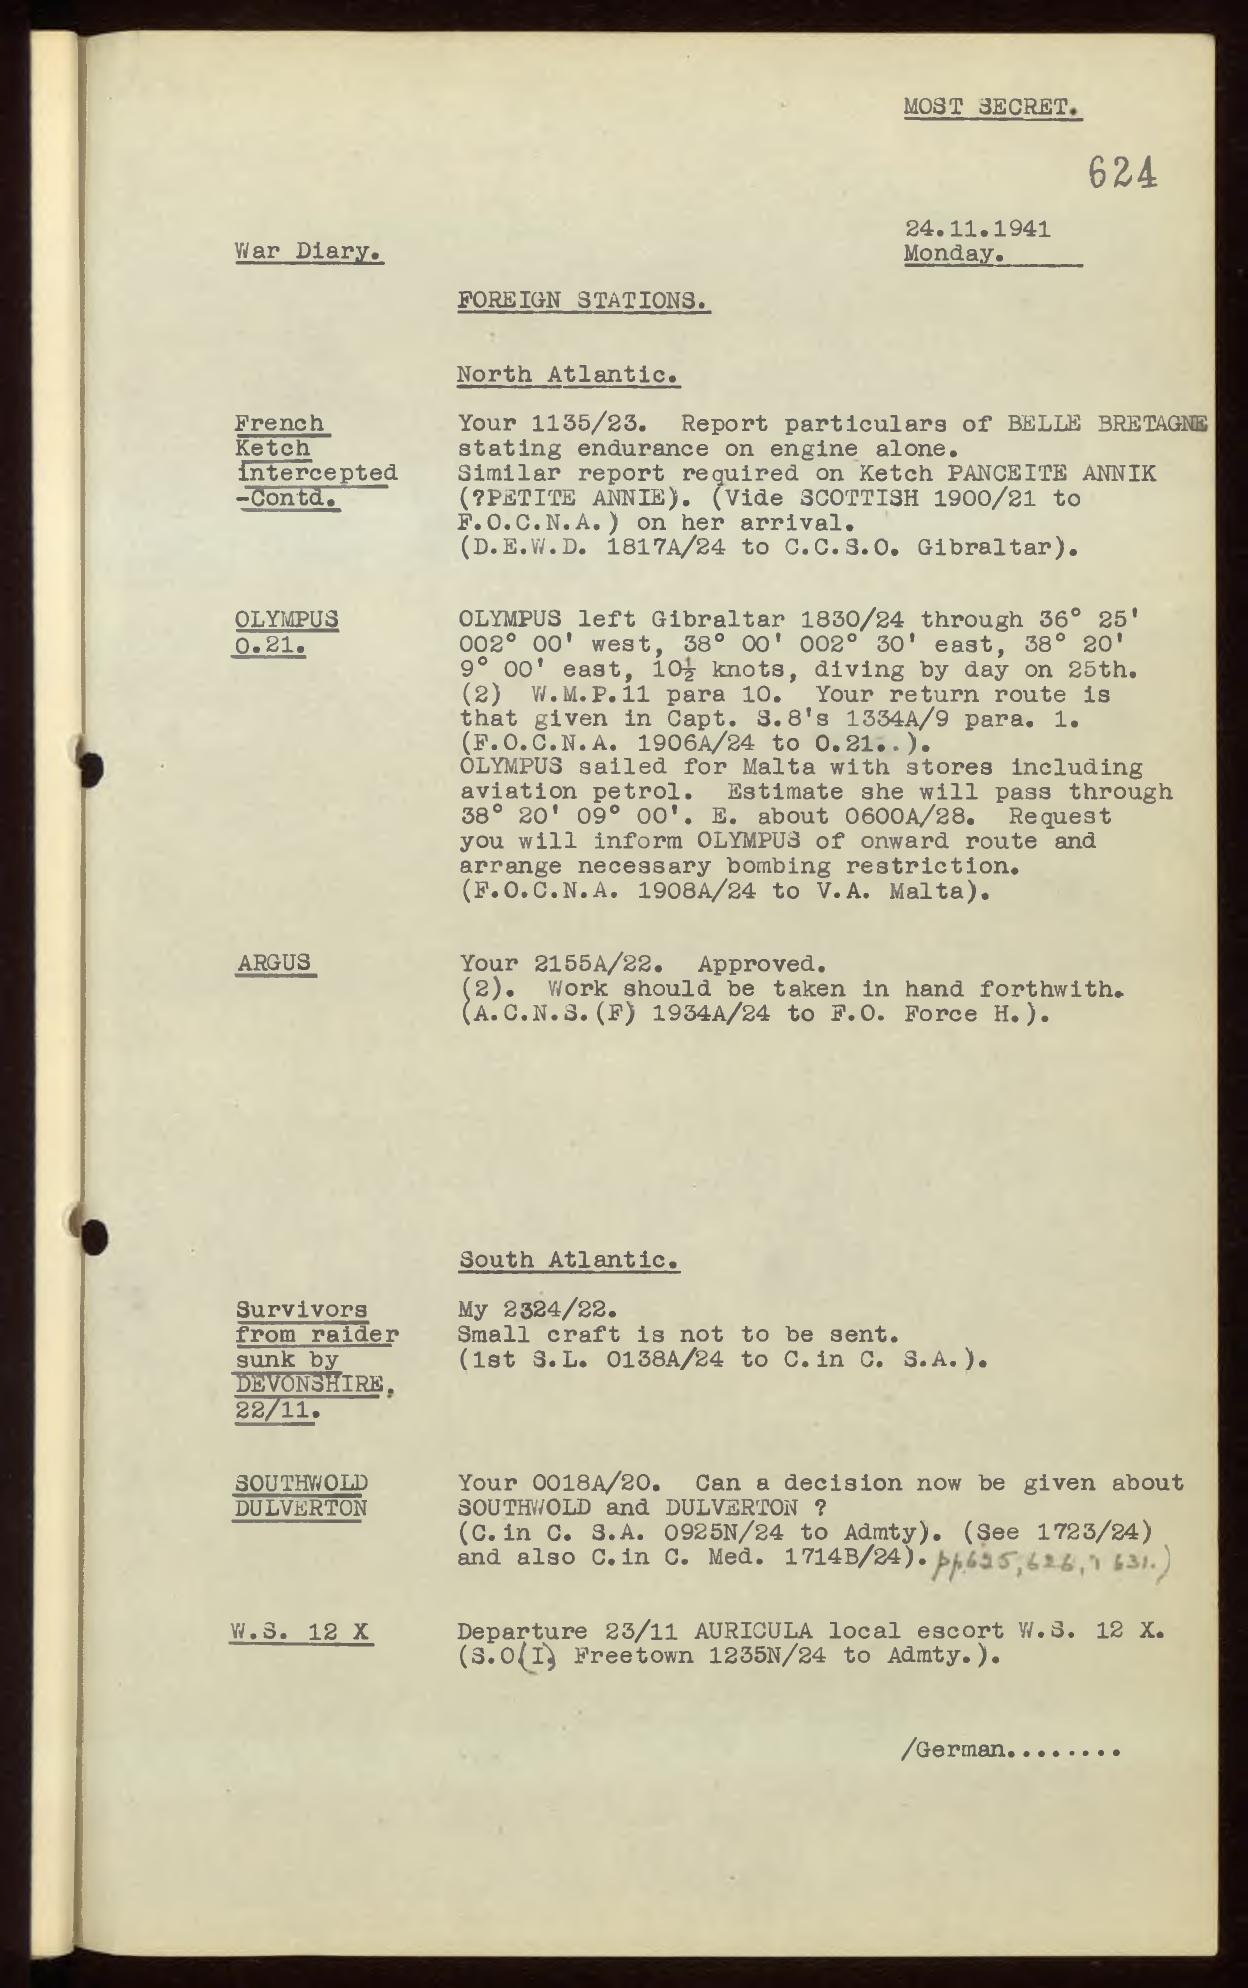 MOST SECRET.
624
24.11.1941
War Diary.
Monday.
FOREIGN STATIONS.
North Atlantic.
French
Ketch
intercepted
-Contd.
Your 1135/23. Report particulars of BELLE BRETAGNE
stating endurance on engine alone.
Similar report required on Ketch PANCEITE ANNIK
(?PETITE ANNIE). (Vide SCOTTISH 1900/21 to
F.O.C.N.A.) on her arrival.
(D.E.W.D. 1817A/24 to C.C.S.O. Gibraltar).
OLYMPUS
O.21.
OLYMPUS left Gibraltar 1830/24 through 36° 25'
002° 00' west, 38° 00' 002° 30' east, 38° 20'
9° 00' east, 10½ knots, diving by day on 25th.
(2) W.M.P.11 para 10. Your return route is
that given in Capt. S.8's 1334A/9 para. 1.
(F.O.C.N.A. 1906A/24 to O.21..).
OLYMPUS sailed for Malta with stores including
aviation petrol. Estimate she will pass through
38° 20' 09° 00'. E. about 0600A/28. Request
you will inform OLYMPUS of onward route and
arrange necessary bombing restriction.
(F.O.C.N.A. 1908A/24 to V.A. Malta).
ARGUS
Your 2155A/22. Approved.
(2). Work should be taken in hand forthwith.
(A.C.N.S.(F) 1934A/24 to F.O. Force H.).
South Atlantic.
Survivors
from raider
sunk by
DEVONSHIRE,
22/11.
My 2324/22.
Small craft is not to be sent.
(1st S.L. 0138A/24 to C.in C. S.A.).
SOUTHWOLD
DULVERTON
Your 0018A/20. Can a decision now be given about
SOUTHWOLD and DULVERTON ?
(C.in C. S.A. 0925N/24 to Admty). (See 1723/24)
and also C.in C. Med. 1714B/24). pp.625,626, 631.)
W.S. 12 X
Departure 23/11 AURICULA local escort W.S. 12 X.
(S.O(I) Freetown 1235N/24 to Admty.).
/German........